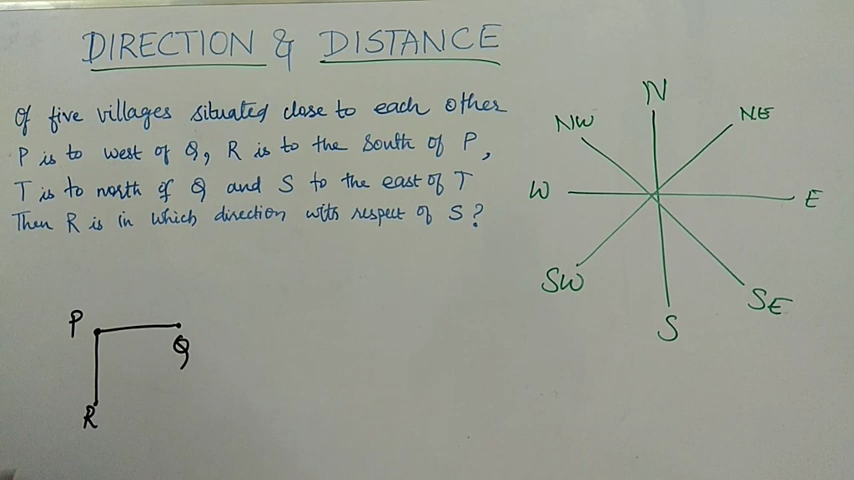 DIRECTION & DISTANCE
Of five villages situated close to each other
P is to west of Q, R is to the South of P,
T is to north of Q and S to the east of T
Then R is in which direction with respect of S?
N
NW
NE
W
E
SW
SE
S
P
Q
R